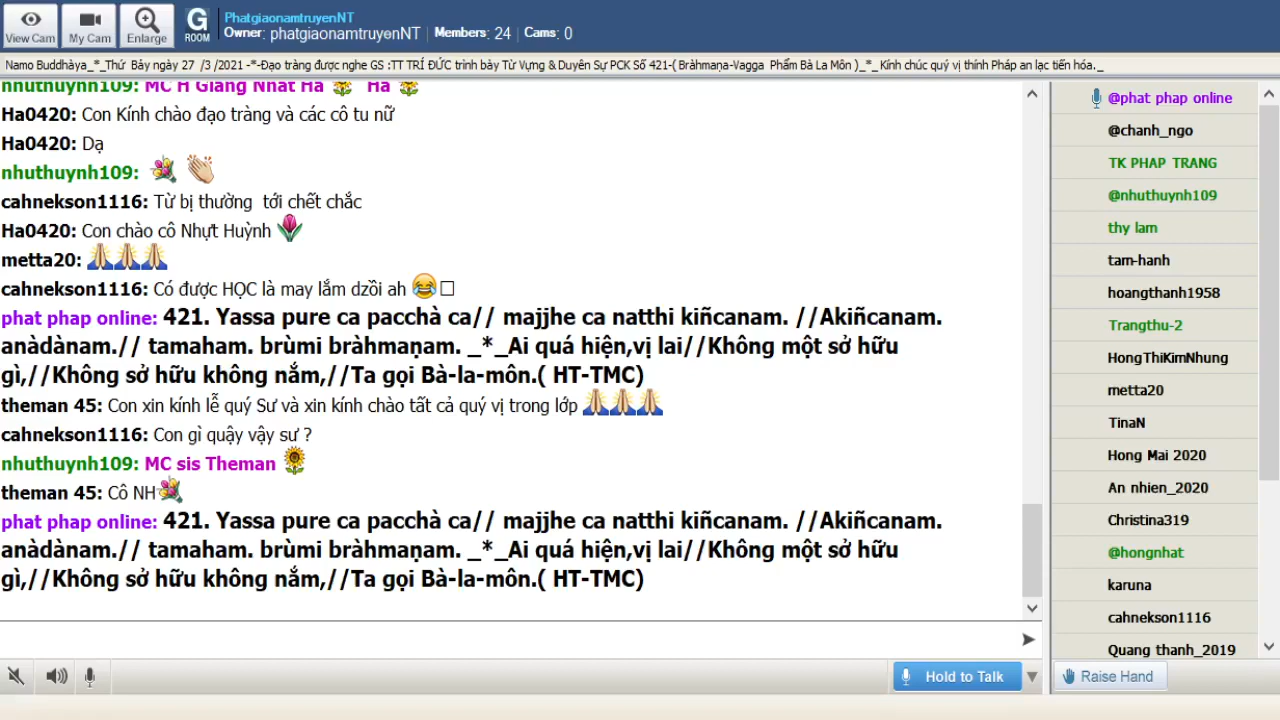 View Cam
My Cam
Enlarge
G
ROOM
PhatgiaonamtruyenNT
Owner: phatgiaonamtruyenNT | Members: 24 | Cams: 0
Namo Buddhàya_*_Thứ Bảy ngày 27 /3 /2021 -*-Đạo tràng được nghe GS :TT TRÍ ĐỨC trình bày Từ Vựng & Duyên Sự PCK Số 421-( Bràhmaṇa-Vagga Phẩm Bà La Môn )_*_ Kính chúc quý vị thính Pháp an lạc tiến hóa._
nhuthuynh109: MC H Giang Nhat Ha Ha
Ha0420: Con Kính chào đạo tràng và các cô tu nữ
Ha0420: Dạ
nhuthuynh109:
cahnekson1116: Từ bị thường tới chết chắc
Ha0420: Con chào cô Nhựt Huỳnh
metta20:
cahnekson1116: Có được HỌC là may lắm dzồi ah
phat phap online: 421. Yassa pure ca pacchà ca// majjhe ca natthi kiñcanam. //Akiñcanam.
anàdànam.// tamaham. brùmi bràhmaṇam. _*_Ai quá hiện,vị lai//Không một sở hữu
gì,//Không sở hữu không nắm,//Ta gọi Bà-la-môn.( HT-TMC)
theman 45: Con xin kính lễ quý Sư và xin kính chào tất cả quý vị trong lớp
cahnekson1116: Con gì quậy vậy sư ?
nhuthuynh109: MC sis Theman
theman 45: Cô NH
phat phap online: 421. Yassa pure ca pacchà ca// majjhe ca natthi kiñcanam. //Akiñcanam.
anàdànam.// tamaham. brùmi bràhmaṇam. _*_Ai quá hiện,vị lai//Không một sở hữu
gì,//Không sở hữu không nắm,//Ta gọi Bà-la-môn.( HT-TMC)
Hold to Talk
@phat phap online
@chanh_ngo
TK PHAP TRANG
@nhuthuynh109
thy lam
tam-hanh
hoangthanh1958
Trangthu-2
HongThiKimNhung
metta20
TinaN
Hong Mai 2020
An nhien_2020
Christina319
@hongnhat
karuna
cahnekson1116
Quang thanh_2019
Raise Hand